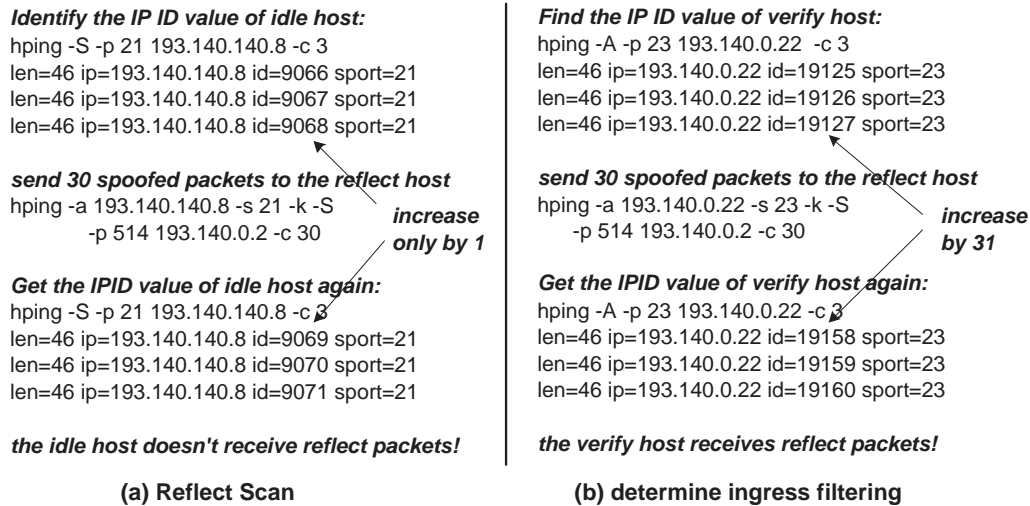 Identify the IP ID value of idle host:
hping -S -p 21 193.140.140.8 -c 3
len=46 ip=193.140.140.8 id=9066 sport=21
len=46 ip=193.140.140.8 id=9067 sport=21
len=46 ip=193.140.140.8 id=9068 sport=21
send 30 spoofed packets to the reflect host
hping -a 193.140.140.8 -s 21 -k -S
-p 514 193.140.0.2 -c 30
increase
only by 1
Get the IPID value of idle host again:
hping -S -p 21 193.140.140.8 -c 3
len=46 ip=193.140.140.8 id=9069 sport=21
len=46 ip=193.140.140.8 id=9070 sport=21
len=46 ip=193.140.140.8 id=9071 sport=21
the idle host doesn't receive reflect packets!
(a) Reflect Scan
Find the IP ID value of verify host:
hping -A -p 23 193.140.0.22 -c 3
len=46 ip=193.140.0.22 id=19125 sport=23
len=46 ip=193.140.0.22 id=19126 sport=23
len=46 ip=193.140.0.22 id=19127 sport=23
send 30 spoofed packets to the reflect host
hping -a 193.140.0.22 -s 23 -k -S
-p 514 193.140.0.2 -c 30
increase
by 31
Get the IPID value of verify host again:
hping -A -p 23 193.140.0.22 -c 3
len=46 ip=193.140.0.22 id=19158 sport=23
len=46 ip=193.140.0.22 id=19159 sport=23
len=46 ip=193.140.0.22 id=19160 sport=23
the verify host receives reflect packets!
(b) determine ingress filtering